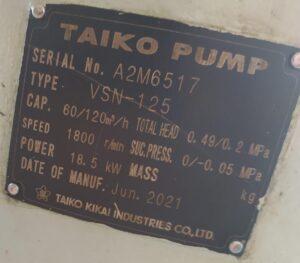 TAIKO PUMP
SERIAL No. A2M6517
TYPE VSN-125
CAP. 60/120m³/h TOTAL HEAD 0.49/0.2 MPa
SPEED 1800 r/min SUC.PRESS. 0/-0.05 MPa
POWER 18.5 kW MASS kg
DATE OF MANUF. Jun. 2021
TAIKO KIKAI INDUSTRIES CO.,LTD.